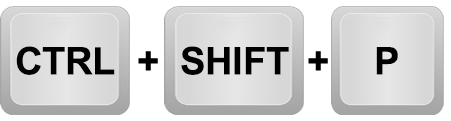 CTRL + SHIFT + P